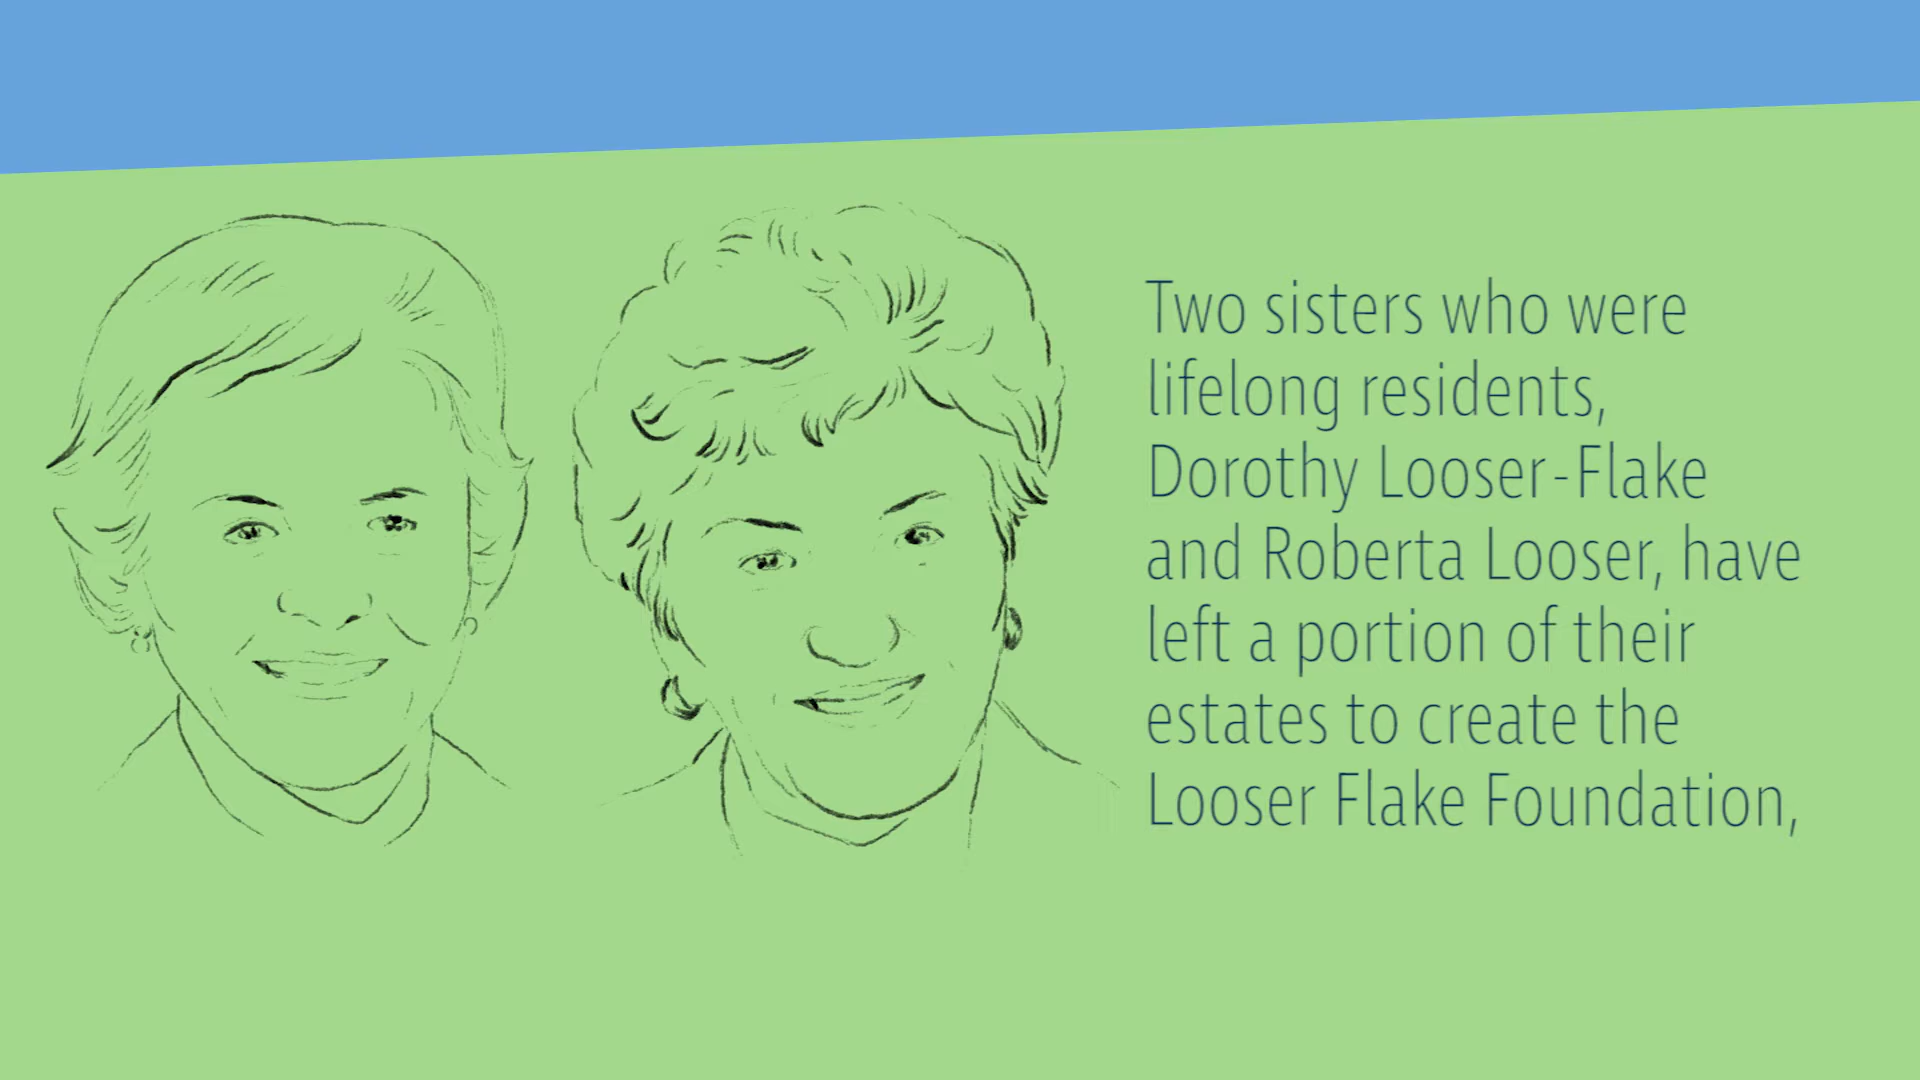 Two sisters who were
lifelong residents,
Dorothy Looser-Flake
and Roberta Looser, have
left a portion of their
estates to create the
Looser Flake Foundation,